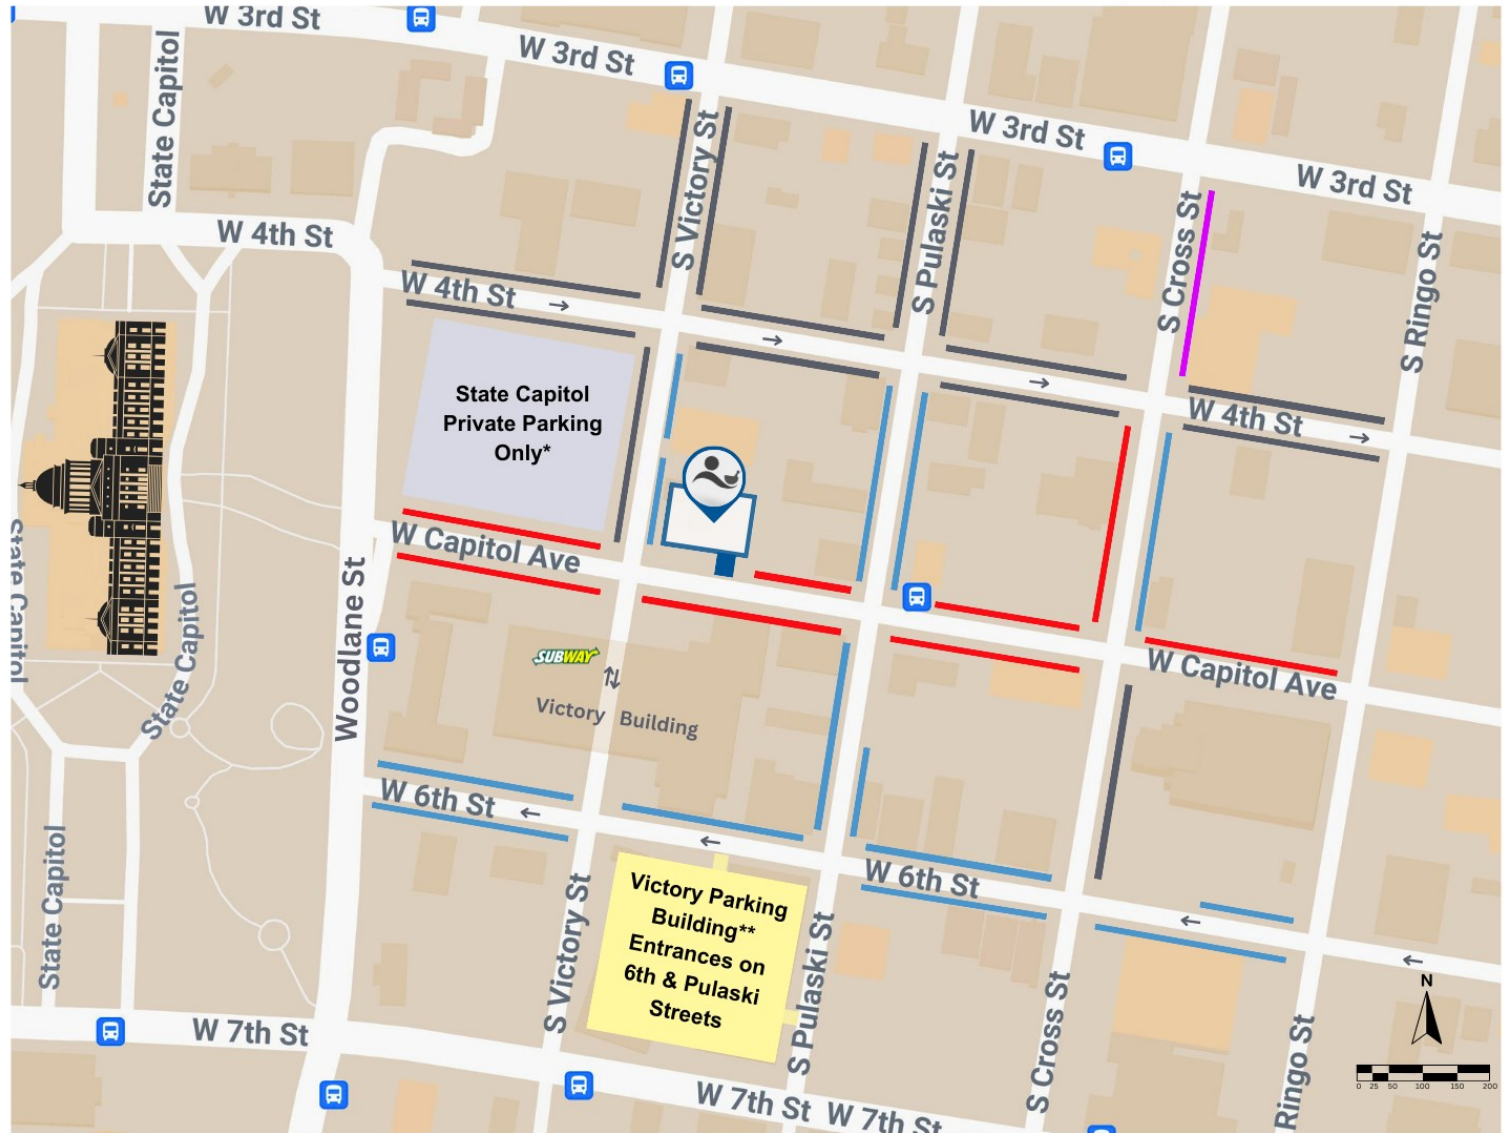 W 3rd St
W 3rd St
W 3rd St
W 3rd St
State Capitol
S Victory St
S Pulaski St
S Cross St
S Ringo St
W 4th St
W 4th St
W 4th St
State Capitol
Private Parking
Only*
W Capitol Ave
W Capitol Ave
State Capitol
State Capitol
Woodlane St
SUBWAY
Victory Building
W 6th St
W 6th St
State Capitol
Victory Parking
Building**
Entrances on
6th & Pulaski
Streets
S Victory St
S Pulaski St
S Cross St
Ringo St
N
0 25 50 100 150 200
W 7th St
W 7th St W 7th St